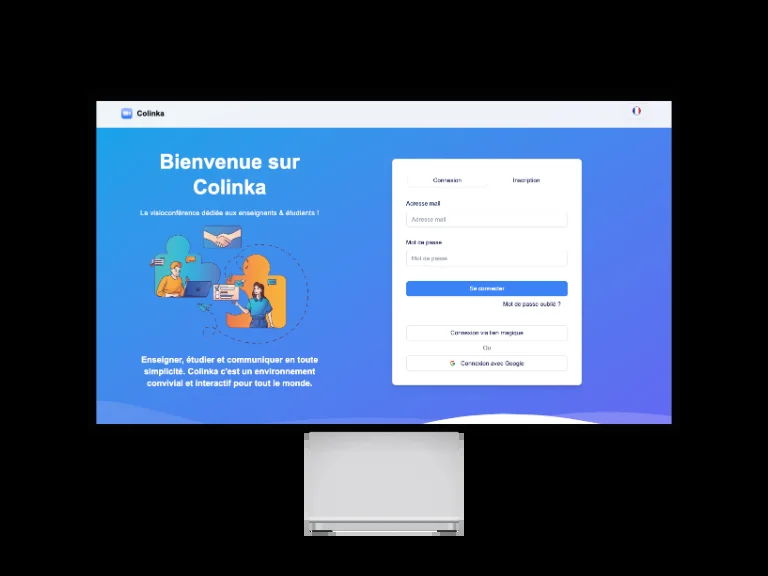 Colinka
Bienvenue sur
Colinka
La visioconférence dédiée aux enseignants & étudiants !
Enseigner, étudier et communiquer en toute
simplicité. Colinka c'est un environnement
convivial et interactif pour tout le monde.
Connexion
Inscription
Adresse mail
Adresse mail
Mot de passe
Mot de passe
Se connecter
Mot de passe oublié ?
Connexion via lien magique
Ou
Connexion avec Google